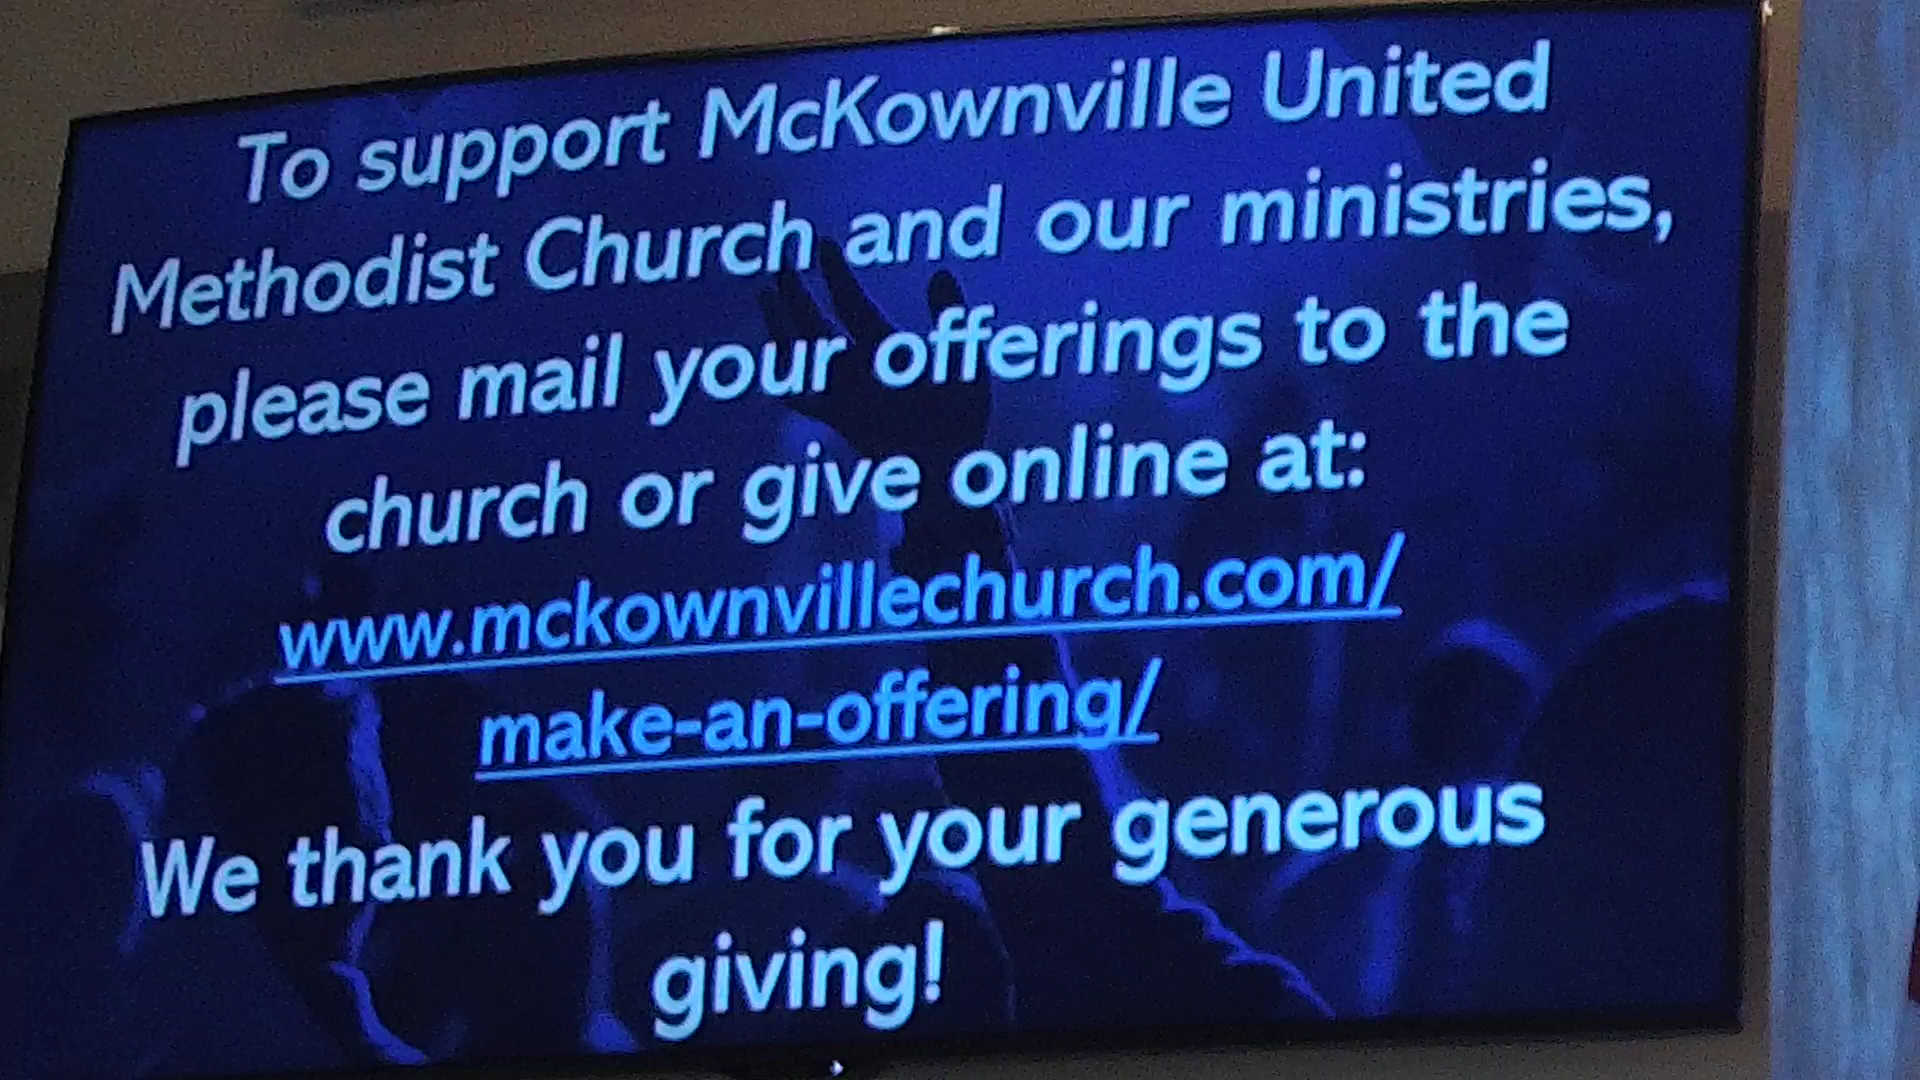 To support McKownville United
Methodist Church and our ministries,
please mail your offerings to the
church or give online at:
www.mckownvillechurch.com/
make-an-offering/
We thank you for your generous
giving!